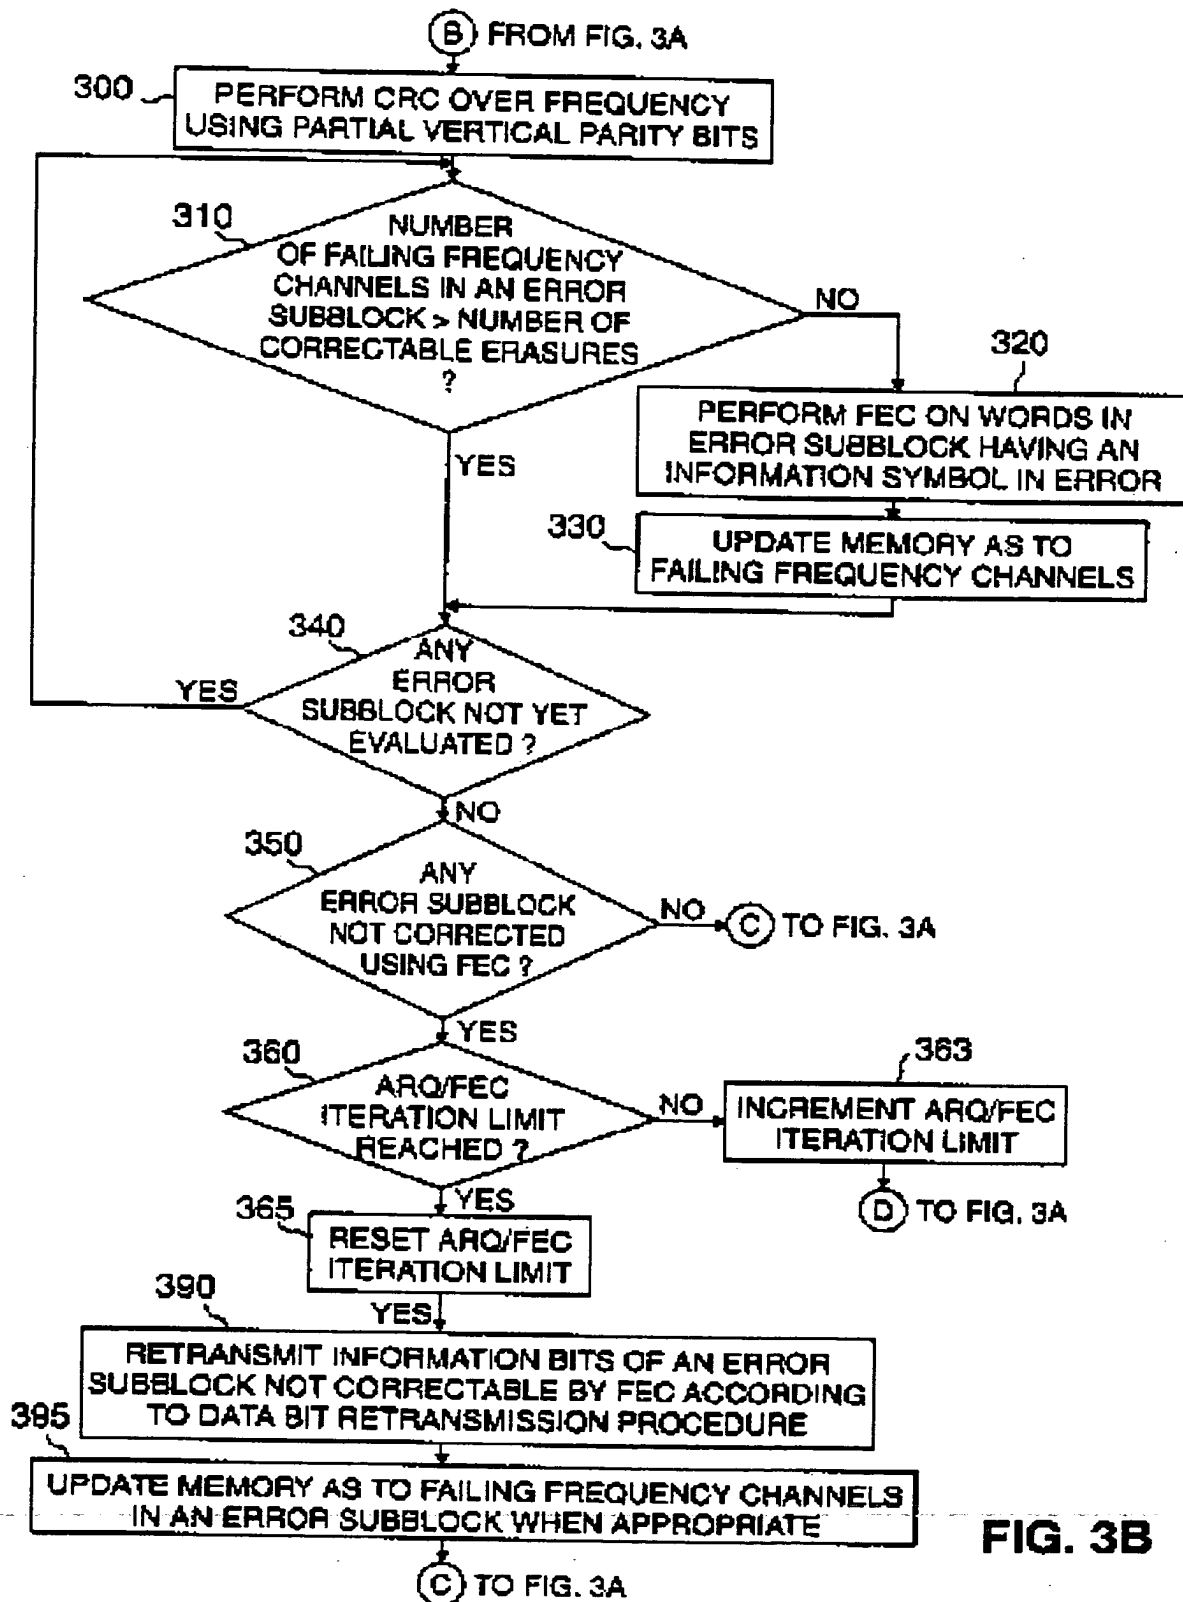 B FROM FIG. 3A
300
PERFORM CRC OVER FREQUENCY
USING PARTIAL VERTICAL PARITY BITS
310
NUMBER
OF FAILING FREQUENCY
CHANNELS IN AN ERROR
SUBBLOCK > NUMBER OF
CORRECTABLE ERASURES
?
NO
YES
320
PERFORM FEC ON WORDS IN
ERROR SUBBLOCK HAVING AN
INFORMATION SYMBOL IN ERROR
330
UPDATE MEMORY AS TO
FAILING FREQUENCY CHANNELS
340
ANY
ERROR
SUBBLOCK NOT YET
EVALUATED ?
YES
NO
350
ANY
ERROR SUBBLOCK
NOT CORRECTED
USING FEC ?
NO
C TO FIG. 3A
YES
360
ARQ/FEC
ITERATION LIMIT
REACHED ?
NO
363
INCREMENT ARQ/FEC
ITERATION LIMIT
D TO FIG. 3A
YES
365
RESET ARQ/FEC
ITERATION LIMIT
YES
390
RETRANSMIT INFORMATION BITS OF AN ERROR
SUBBLOCK NOT CORRECTABLE BY FEC ACCORDING
TO DATA BIT RETRANSMISSION PROCEDURE
395
UPDATE MEMORY AS TO FAILING FREQUENCY CHANNELS
IN AN ERROR SUBBLOCK WHEN APPROPRIATE
C TO FIG. 3A
FIG. 3B